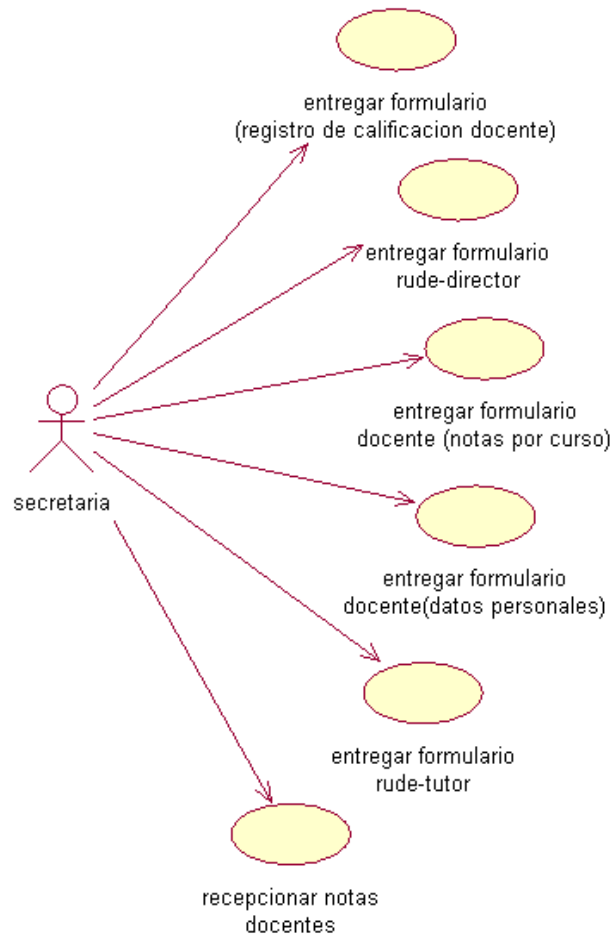 entregar formulario
(registro de calificacion docente)
entregar formulario
rude-director
entregar formulario
docente (notas por curso)
secretaria
entregar formulario
docente(datos personales)
entregar formulario
rude-tutor
recepcionar notas
docentes